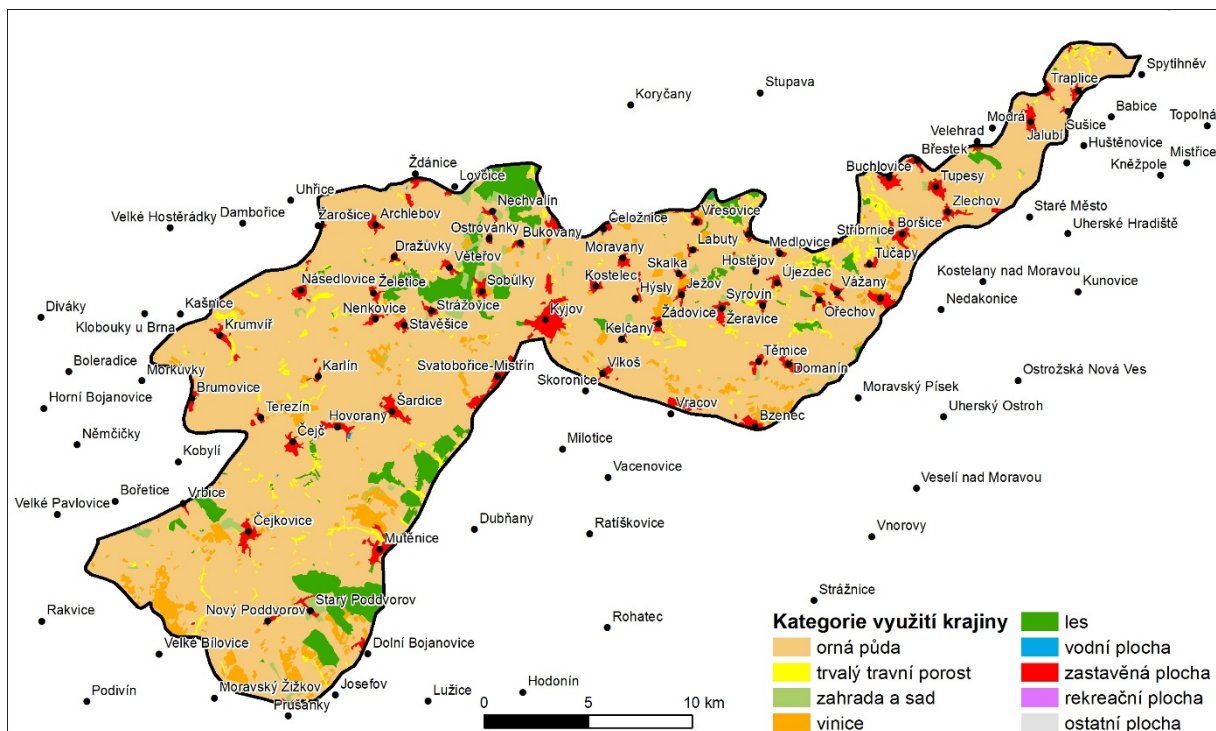 Spytihněv
Stupava
Traplice
Koryčany
Babice
Topolná
Modrá
Sušice
Velehrad
Jalubí
Huštěnovice
Břestek
Mistřice
Kněžpole
Buchlovice
Ždánice
Tupesy
Lovčice
Uhřice
Nechvalín
Zlechov
Staré Město
Velké Hostěrádky
Dambořice
Žarošice
Archlebov
Čeložnice
Vřesovice
Boršice
Uherské Hradiště
Ostrovánky
Bukovany
Stříbrnice
Dražůvky
Moravany
Labuty
Medlovice
Tučapy
Věteřov
Skalka
Hostějov
Kostelany nad Moravou
Násedlovice
Želetice
Sobůlky
Kostelec
Újezdec
Vážany
Kunovice
Diváky
Kašnice
Hýsly
Ježov
Syrovín
Nedakonice
Nenkovice
Strážovice
Kyjov
Klobouky u Brna
Krumvíř
Stavěšice
Kelčany
Žádovice
Žeravice
Ořechov
Boleradice
Karlín
Svatobořice-Mistřín
Vlkoš
Těmice
Domanín
Morkůvky
Skoronice
Ostrožská Nová Ves
Brumovice
Moravský Písek
Horní Bojanovice
Terezín
Hovorany
Šardice
Vracov
Bzenec
Uherský Ostroh
Němčičky
Čejč
Milotice
Kobylí
Vacenovice
Veselí nad Moravou
Bořetice
Vrbice
Velké Pavlovice
Čejkovice
Dubňany
Ratíškovice
Vnorovy
Mutěnice
Strážnice
Nový Poddvorov
Starý Poddvorov
Rakvice
Rohatec
Velké Bílovice
Dolní Bojanovice
Podivín
Moravský Žižkov
Josefov
Lužice
Hodonín
Prušánky
0 5 10 km
Kategorie využití krajiny
orná půda
trvalý travní porost
zahrada a sad
vinice
les
vodní plocha
zastavěná plocha
rekreační plocha
ostatní plocha